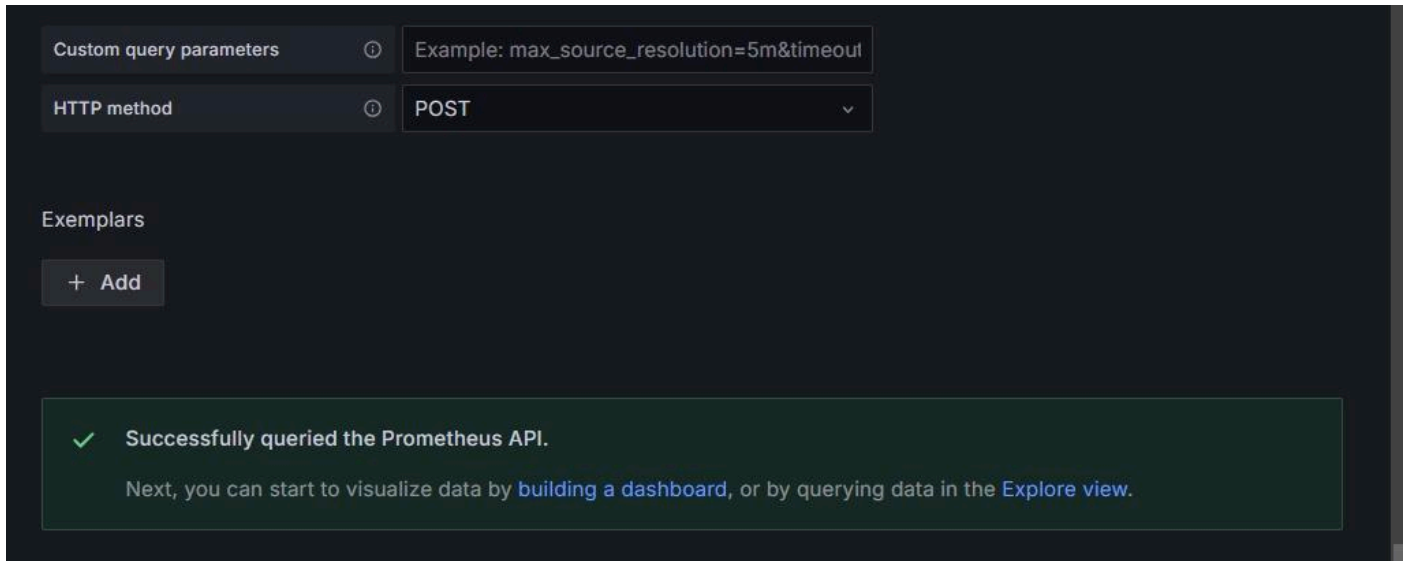 Custom query parameters
Example: max_source_resolution=5m&timeout
HTTP method
POST
Exemplars
+ Add
Successfully queried the Prometheus API.
Next, you can start to visualize data by building a dashboard, or by querying data in the Explore view.